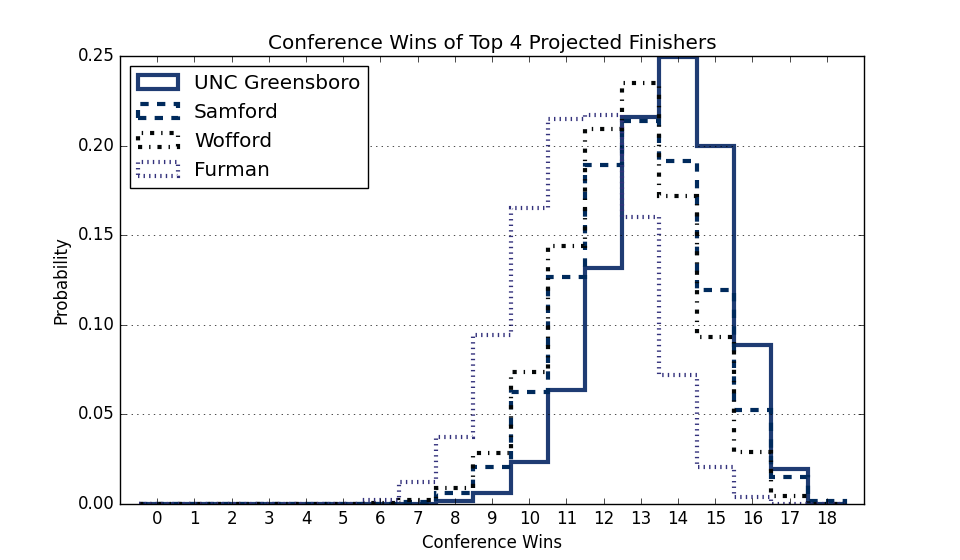 Conference Wins of Top 4 Projected Finishers
0.25
UNC Greensboro
Samford
Wofford
Furman
0.20
0.15
Probability
0.10
0.05
0.00
0 1 2 3 4 5 6 7 8 9 10 11 12 13 14 15 16 17 18
Conference Wins